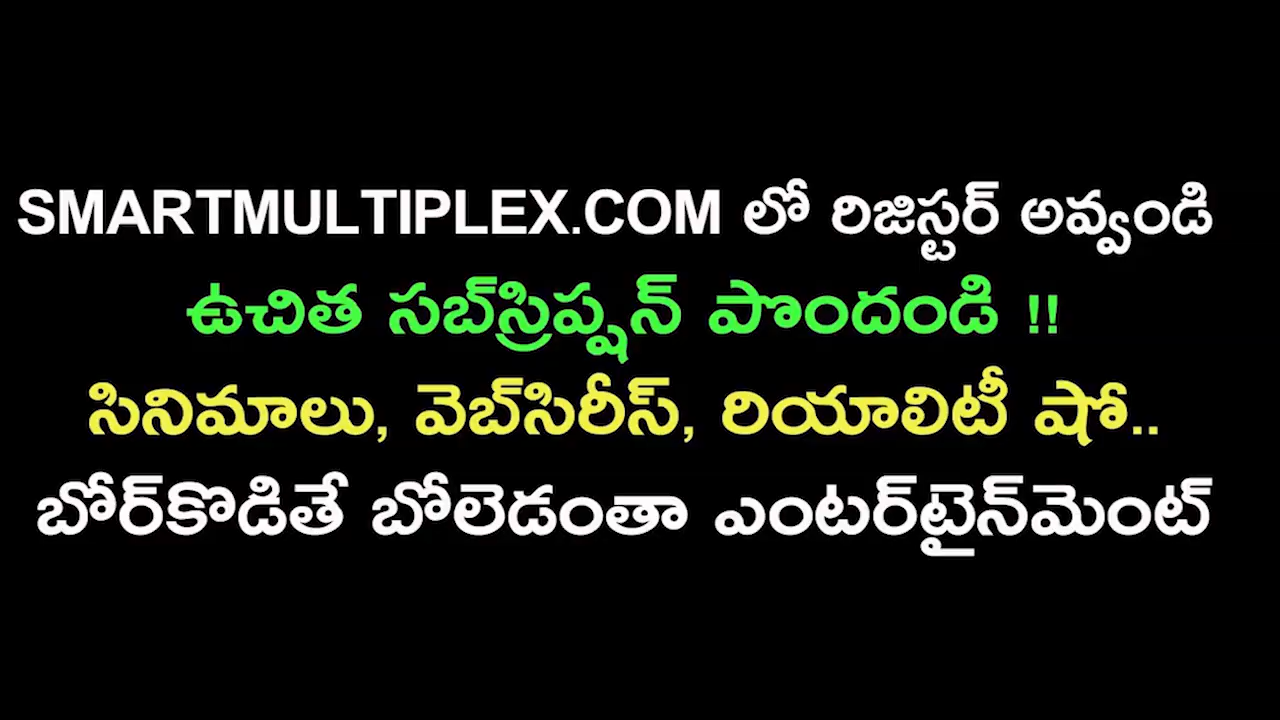 SMARTMULTIPLEX.COM లో రిజిస్టర్ అవ్వండి
ఉచిత సబ్‌స్రిప్షన్ పొందండి !!
సినిమాలు, వెబ్‌సిరీస్, రియాలిటీ షో..
బోర్‌కొడితే బోలెడంతా ఎంటర్‌టైన్‌మెంట్